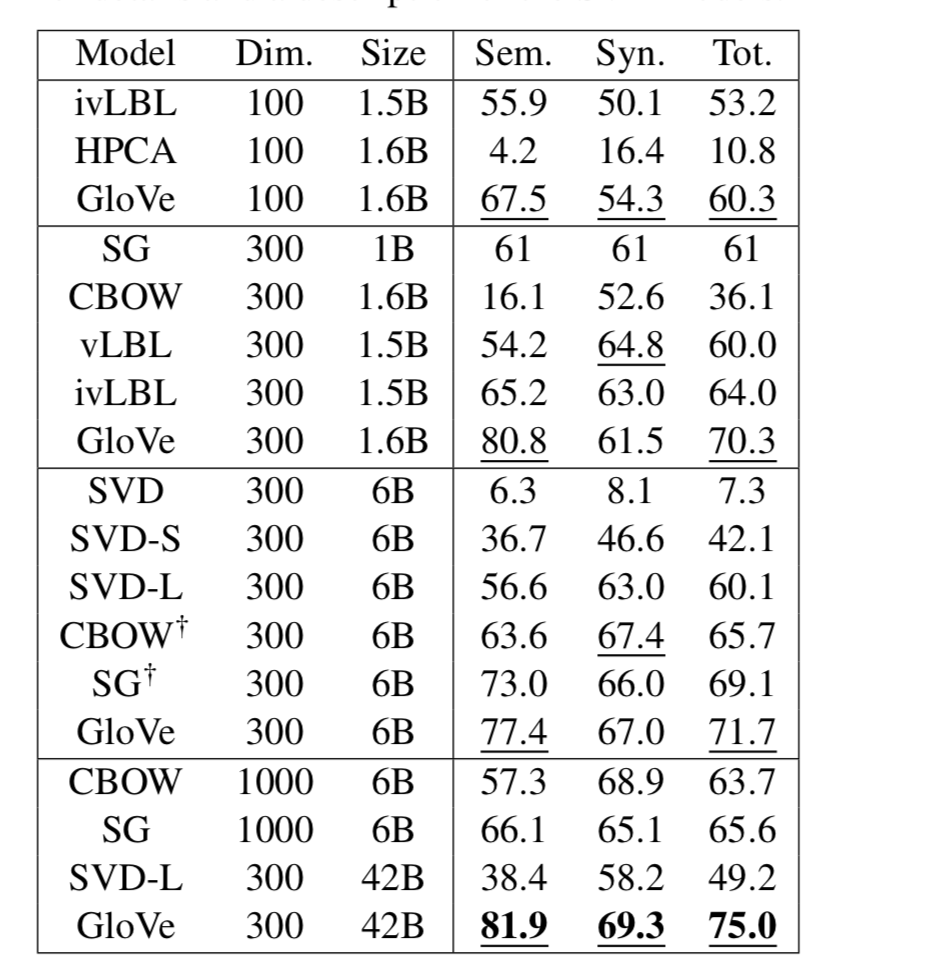 Model Dim. Size Sem. Syn. Tot.
ivLBL 100 1.5B 55.9 50.1 53.2
HPCA 100 1.6B 4.2 16.4 10.8
GloVe 100 1.6B 67.5 54.3 60.3
SG 300 1B 61 61 61
CBOW 300 1.6B 16.1 52.6 36.1
vLBL 300 1.5B 54.2 64.8 60.0
ivLBL 300 1.5B 65.2 63.0 64.0
GloVe 300 1.6B 80.8 61.5 70.3
SVD 300 6B 6.3 8.1 7.3
SVD-S 300 6B 36.7 46.6 42.1
SVD-L 300 6B 56.6 63.0 60.1
CBOW† 300 6B 63.6 67.4 65.7
SG† 300 6B 73.0 66.0 69.1
GloVe 300 6B 77.4 67.0 71.7
CBOW 1000 6B 57.3 68.9 63.7
SG 1000 6B 66.1 65.1 65.6
SVD-L 300 42B 38.4 58.2 49.2
GloVe 300 42B 81.9 69.3 75.0